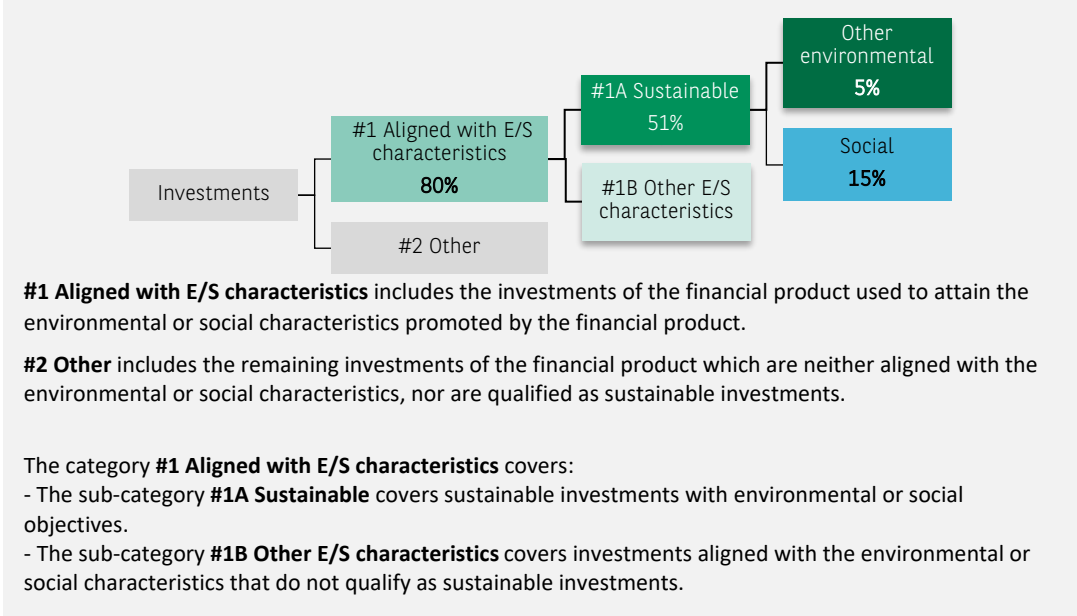 Other
environmental
5%
#1A Sustainable
51%
#1 Aligned with E/S
characteristics
80%
Social
15%
Investments
#1B Other E/S
characteristics
#2 Other
#1 Aligned with E/S characteristics includes the investments of the financial product used to attain the
environmental or social characteristics promoted by the financial product.
#2 Other includes the remaining investments of the financial product which are neither aligned with the
environmental or social characteristics, nor are qualified as sustainable investments.
The category #1 Aligned with E/S characteristics covers:
- The sub-category #1A Sustainable covers sustainable investments with environmental or social
objectives.
- The sub-category #1B Other E/S characteristics covers investments aligned with the environmental or
social characteristics that do not qualify as sustainable investments.